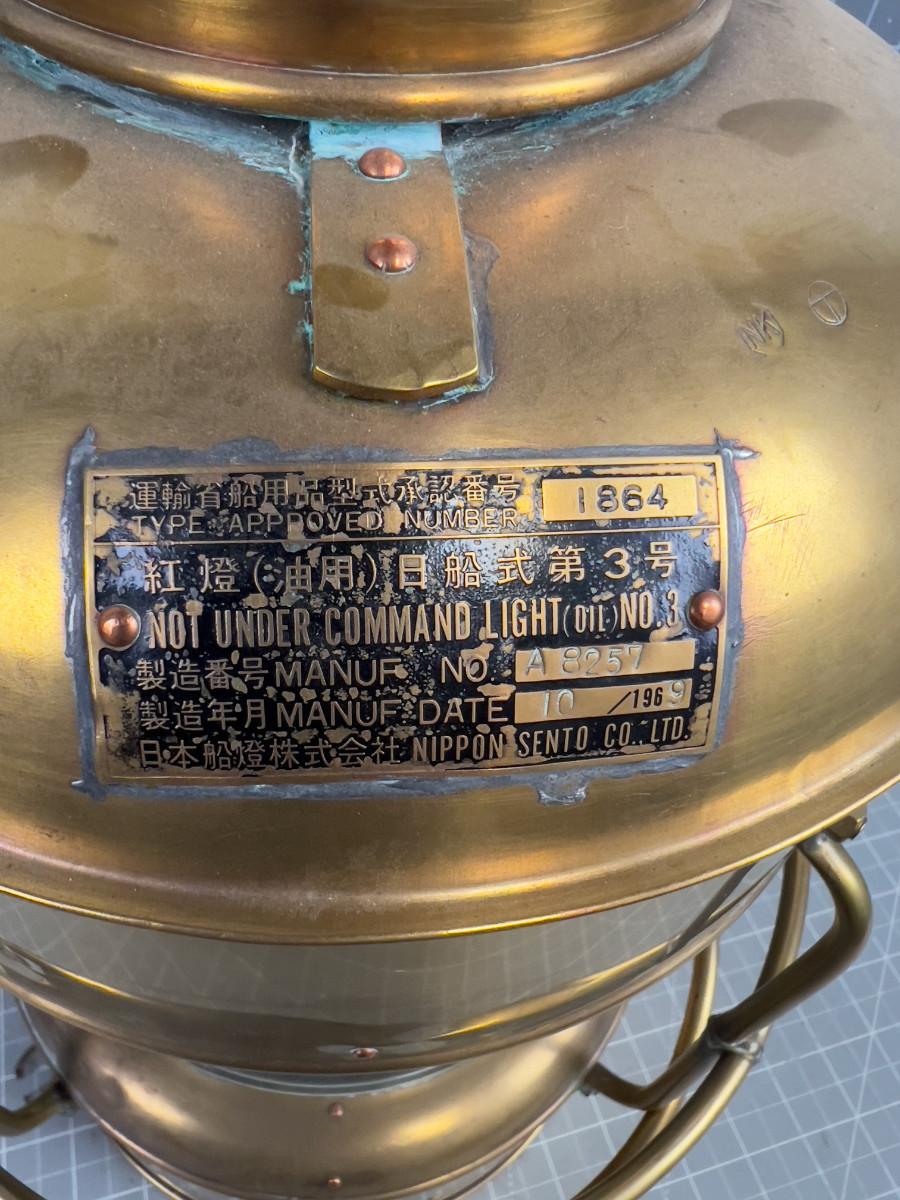 運輸省船用品型式承認番号
TYPE APPROVED NUMBER 1864
紅燈(油用)日船式第3号
NOT UNDER COMMAND LIGHT(OIL)NO.3
製造番号 MANUF NO. A 8257
製造年月 MANUF. DATE 10 /1969
日本船燈株式会社 NIPPON SENTO CO.,LTD.